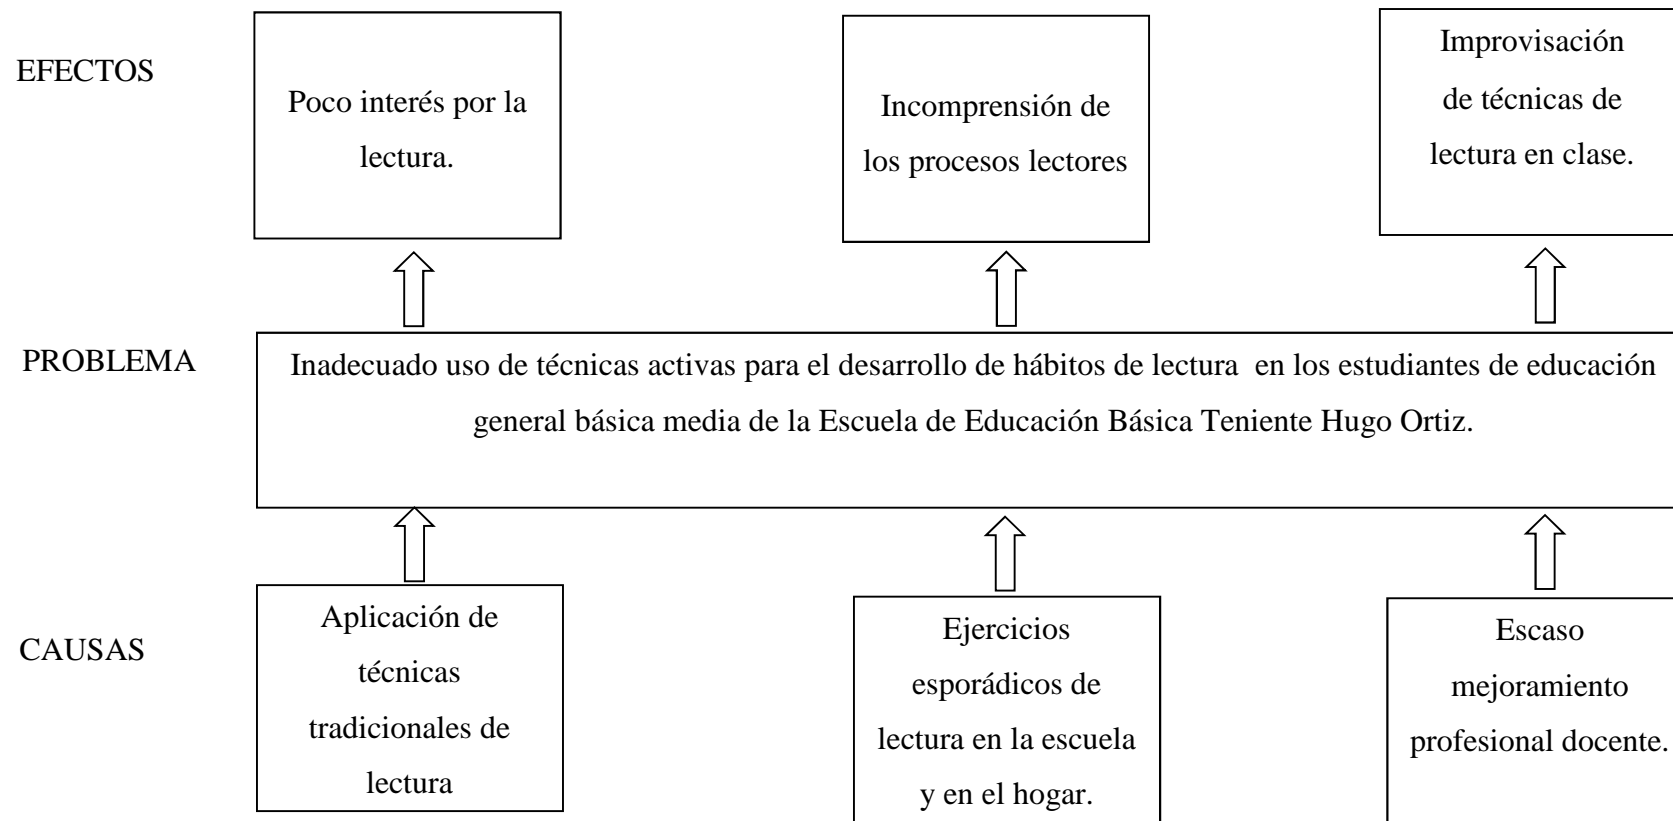 EFECTOS
Poco interés por la
lectura.
Incomprensión de
los procesos lectores
Improvisación
de técnicas de
lectura en clase.
PROBLEMA
Inadecuado uso de técnicas activas para el desarrollo de hábitos de lectura en los estudiantes de educación
general básica media de la Escuela de Educación Básica Teniente Hugo Ortiz.
CAUSAS
Aplicación de
técnicas
tradicionales de
lectura
Ejercicios
esporádicos de
lectura en la escuela
y en el hogar.
Escaso
mejoramiento
profesional docente.